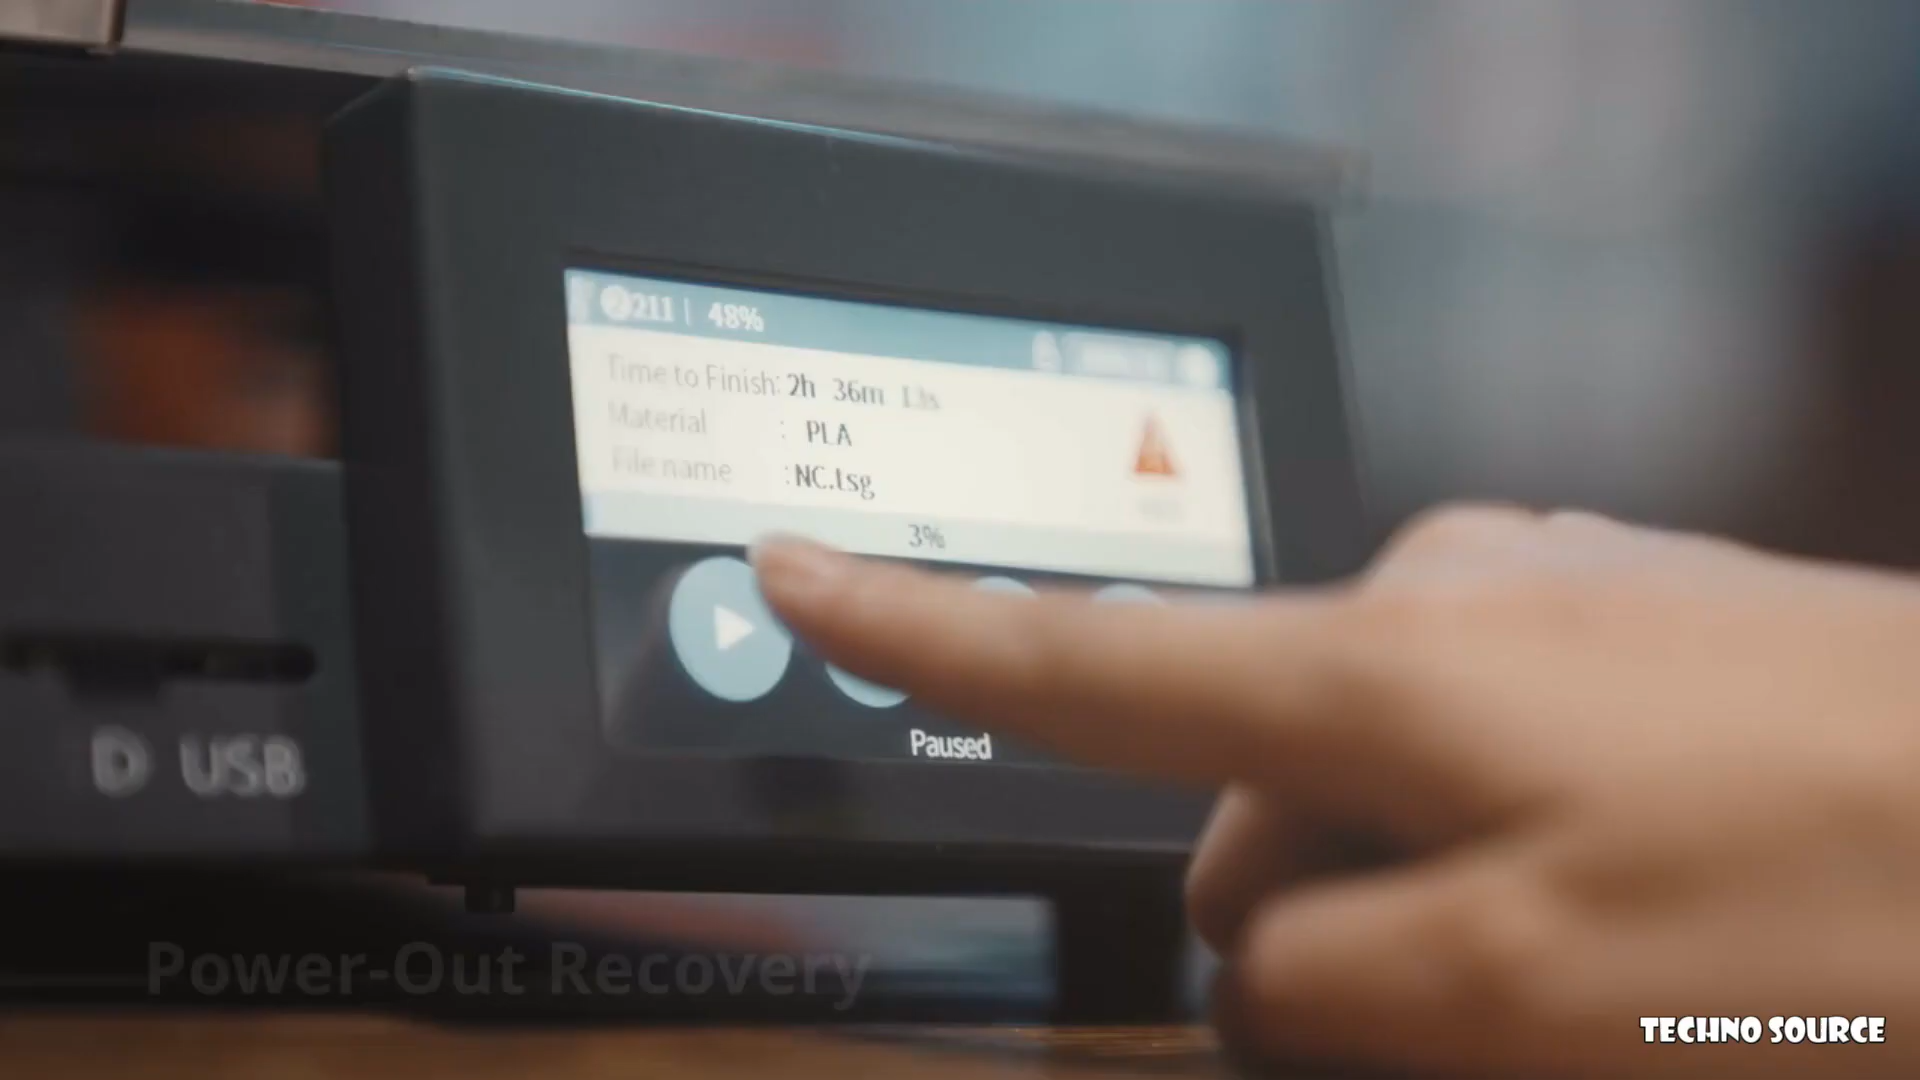 211 | 48%
Time to Finish: 2h 36m 13s
Material : PLA
File name : NC.tsg
3%
Paused
D USB
Power-Out Recovery
TECHNO SOURCE